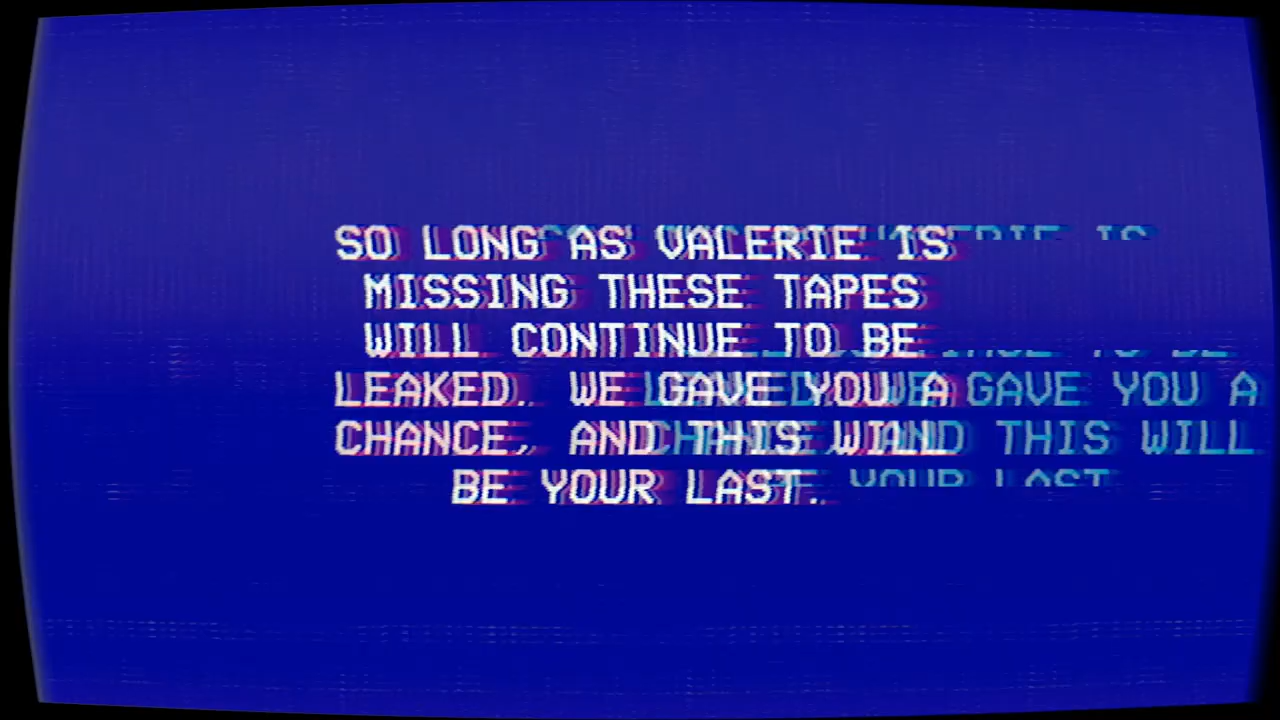 SO LONG AS VALERIE IS
MISSING THESE TAPES
WILL CONTINUE TO BE
LEAKED. WE GAVE YOU A
CHANCE, AND THIS WILL
BE YOUR LAST.